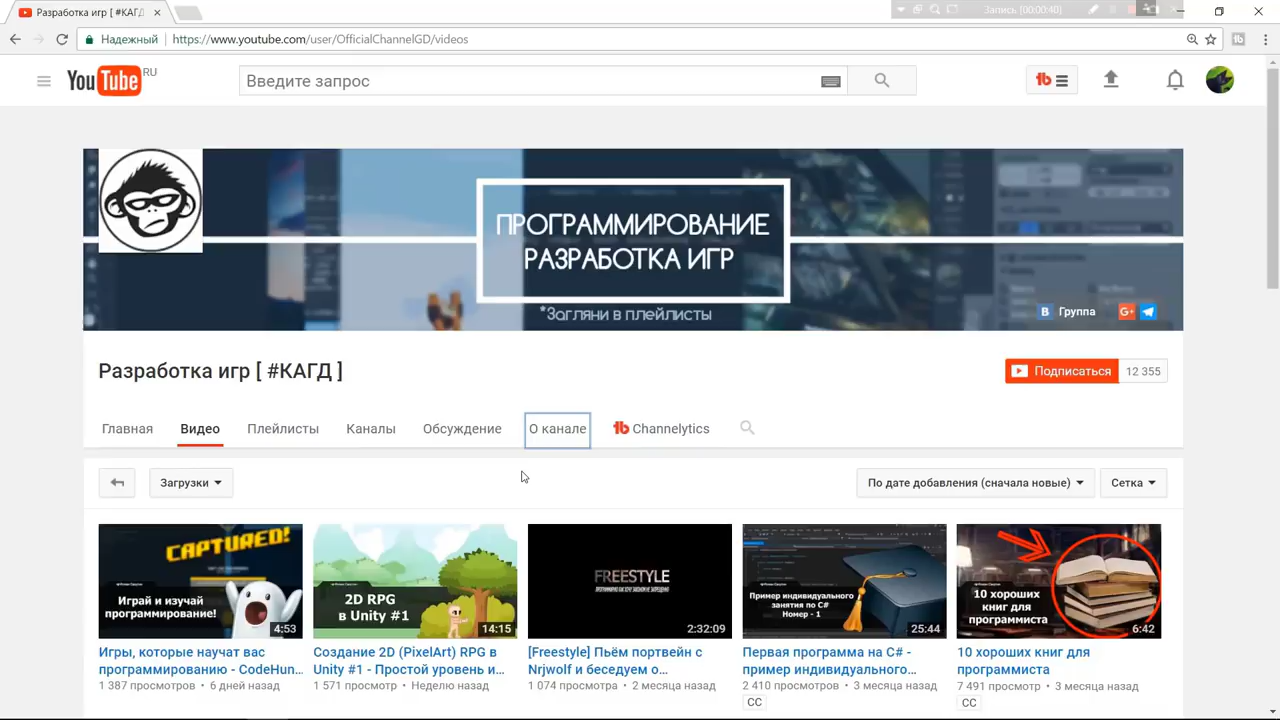 Разработка игр [ #КАГД
Запись [00:00:40]
Надежный
https://www.youtube.com/user/OfficialChannelGD/videos
YouTube RU
Введите запрос
ПРОГРАММИРОВАНИЕ
РАЗРАБОТКА ИГР
*Загляни в плейлисты
Группа
Разработка игр [ #КАГД ]
Подписаться 12 355
Главная
Видео
Плейлисты
Каналы
Обсуждение
О канале
Channelytics
Загрузки
По дате добавления (сначала новые)
Сетка
CAPTURED!
Играй и изучай
программирование!
4:53
2D RPG
в Unity #1
14:15
FREESTYLE
2:32:09
Пример индивидуального
занятия по C#
Номер - 1
25:44
10 хороших
книг для
программиста
6:42
Игры, которые научат вас
программированию - CodeHun...
1 387 просмотров • 6 дней назад
Создание 2D (PixelArt) RPG в
Unity #1 - Простой уровень и...
1 571 просмотр • Неделю назад
[Freestyle] Пьём портвейн с
Nrjwolf и беседуем о...
1 074 просмотра • 2 месяца назад
Первая программа на C# -
пример индивидуального...
2 410 просмотров • 3 месяца назад
CC
10 хороших книг для
программиста
7 491 просмотр • 3 месяца назад
CC